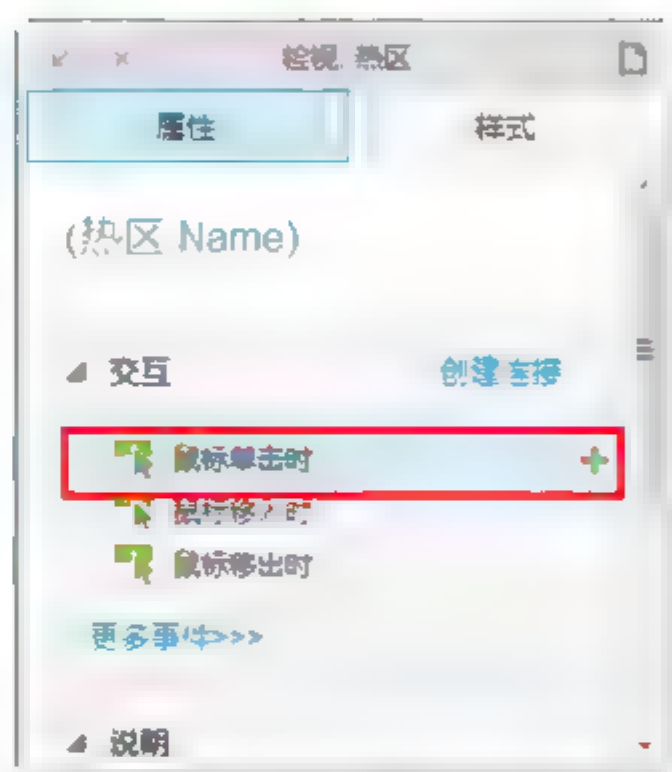 检视: 热区
属性 样式
(热区 Name)
交互 创建连接
鼠标单击时
鼠标移入时
鼠标移出时
更多事件>>>
说明